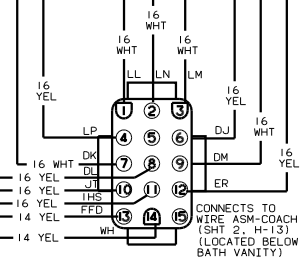 16
WHT
16
WHT
16
WHT
LL
LN
LM
16
YEL
16
YEL
1
2
3
LP
4
5
6
DJ
16
WHT
DK
16 WHT
7
8
9
DM
16
YEL
DL
16 YEL
JT
16 YEL
10
11
12
ER
IHS
16 YEL
FFD
14 YEL
13
14
15
WH
14 YEL
CONNECTS TO
WIRE ASM-COACH
(SHT 2, H-13)
(LOCATED BELOW
BATH VANITY)